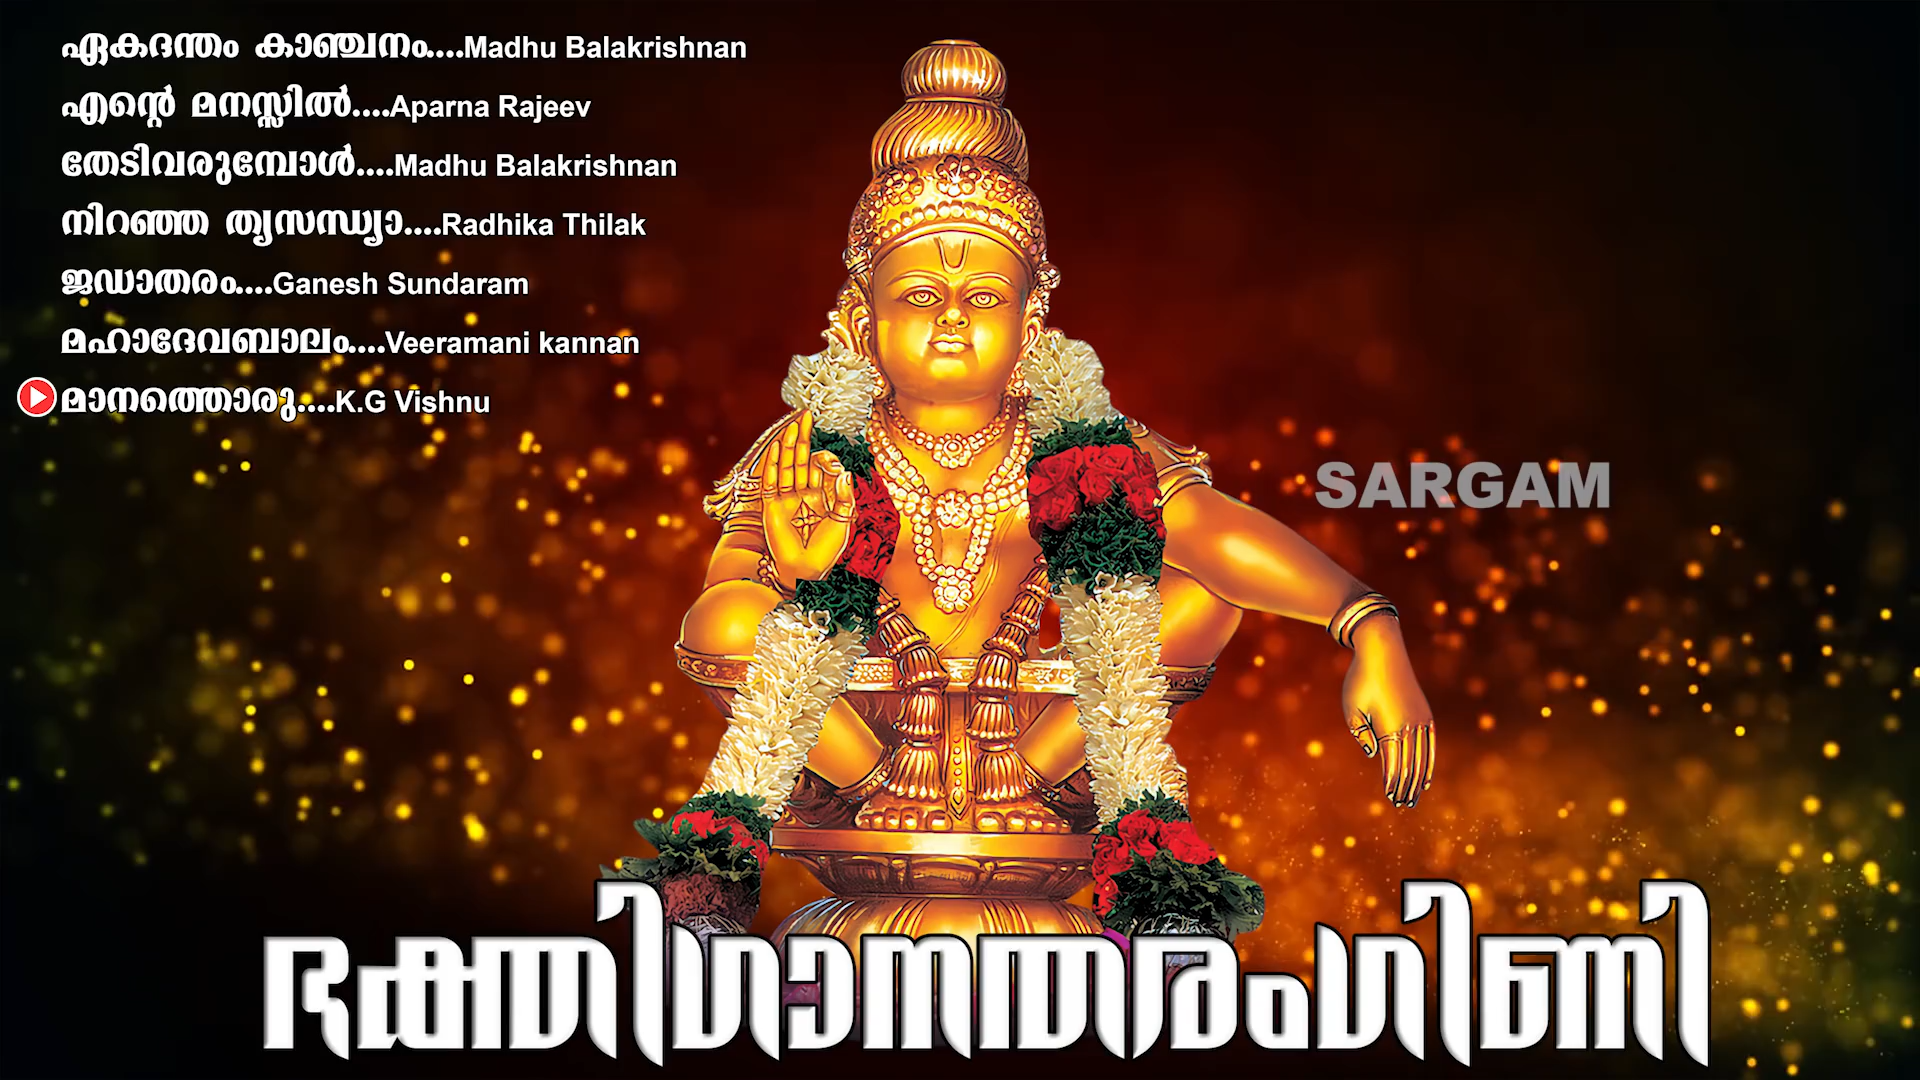 ഏകദന്തം കാഞ്ചനം....Madhu Balakrishnan
എന്റെ മനസ്സിൽ....Aparna Rajeev
തേടിവരുമ്പോൾ....Madhu Balakrishnan
നിറഞ്ഞ തൃസന്ധ്യാ....Radhika Thilak
ജഡാതരം....Ganesh Sundaram
മഹാദേവബാലം....Veeramani kannan
മാനത്തൊരു....K.G Vishnu
SARGAM
ഭക്തിഗാനതരംഗിണി